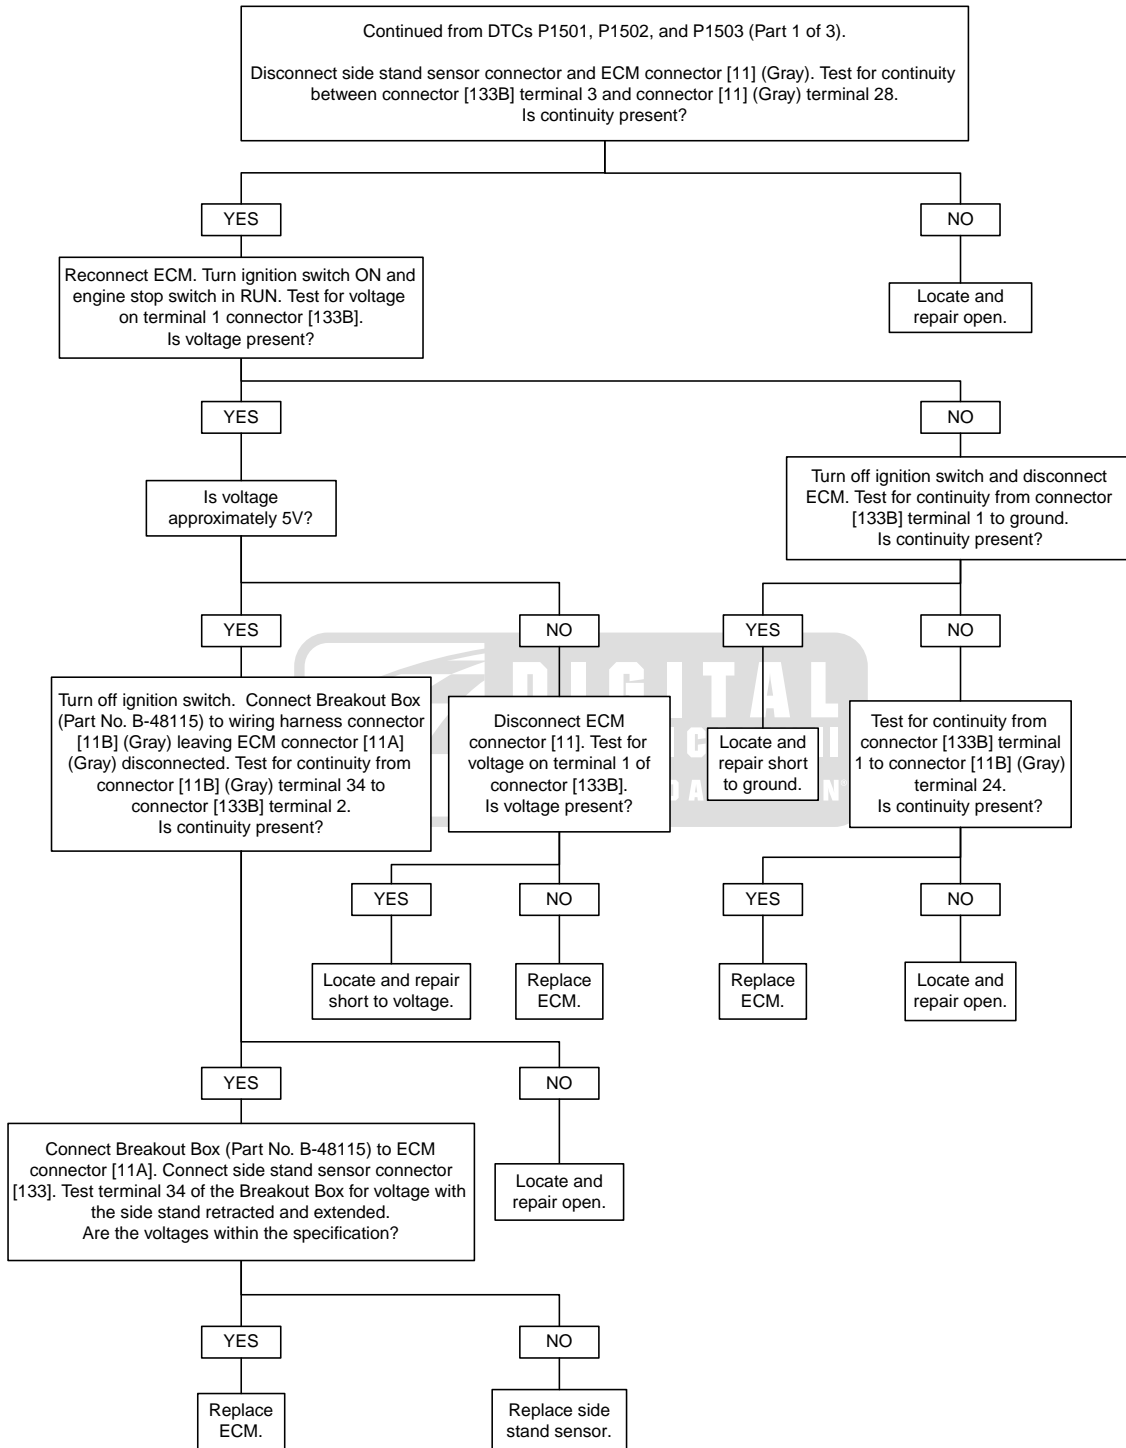 Continued from DTCs P1501, P1502, and P1503 (Part 1 of 3).
Disconnect side stand sensor connector and ECM connector [11] (Gray). Test for continuity
between connector [133B] terminal 3 and connector [11] (Gray) terminal 28.
Is continuity present?
YES
NO
Reconnect ECM. Turn ignition switch ON and
engine stop switch in RUN. Test for voltage
on terminal 1 connector [133B].
Is voltage present?
Locate and
repair open.
YES
NO
Is voltage
approximately 5V?
Turn off ignition switch and disconnect
ECM. Test for continuity from connector
[133B] terminal 1 to ground.
Is continuity present?
YES
NO
YES
NO
DIGITAL
Turn off ignition switch. Connect Breakout Box
(Part No. B-48115) to wiring harness connector
[11B] (Gray) leaving ECM connector [11A]
(Gray) disconnected. Test for continuity from
connector [11B] (Gray) terminal 34 to
connector [133B] terminal 2.
Is continuity present?
Disconnect ECM
connector [11]. Test for
voltage on terminal 1 of
connector [133B].
Is voltage present?
Locate and
repair short
to ground.
Test for continuity from
connector [133B] terminal
1 to connector [11B] (Gray)
terminal 24.
Is continuity present?
YES
NO
YES
NO
Locate and repair
short to voltage.
Replace
ECM.
Replace
ECM.
Locate and
repair open.
YES
NO
Connect Breakout Box (Part No. B-48115) to ECM
connector [11A]. Connect side stand sensor connector
[133]. Test terminal 34 of the Breakout Box for voltage with
the side stand retracted and extended.
Are the voltages within the specification?
Locate and
repair open.
YES
NO
Replace
ECM.
Replace side
stand sensor.